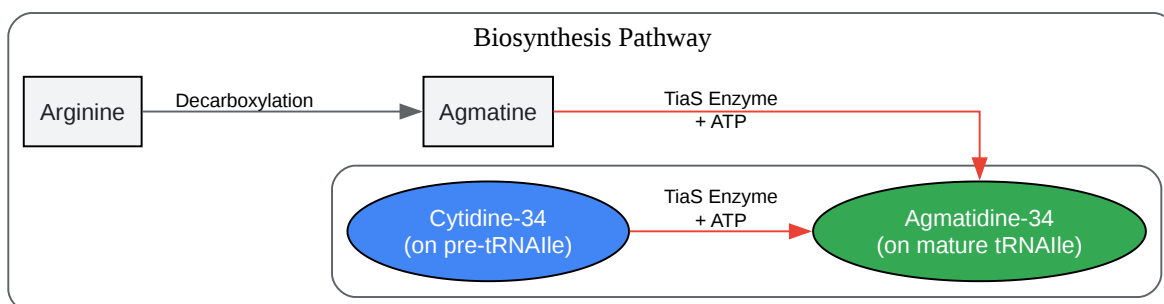 Biosynthesis Pathway
Arginine
Decarboxylation
Agmatine
TiaS Enzyme
+ ATP
Cytidine-34
(on pre-tRNAIle)
TiaS Enzyme
+ ATP
Agmatidine-34
(on mature tRNAIle)